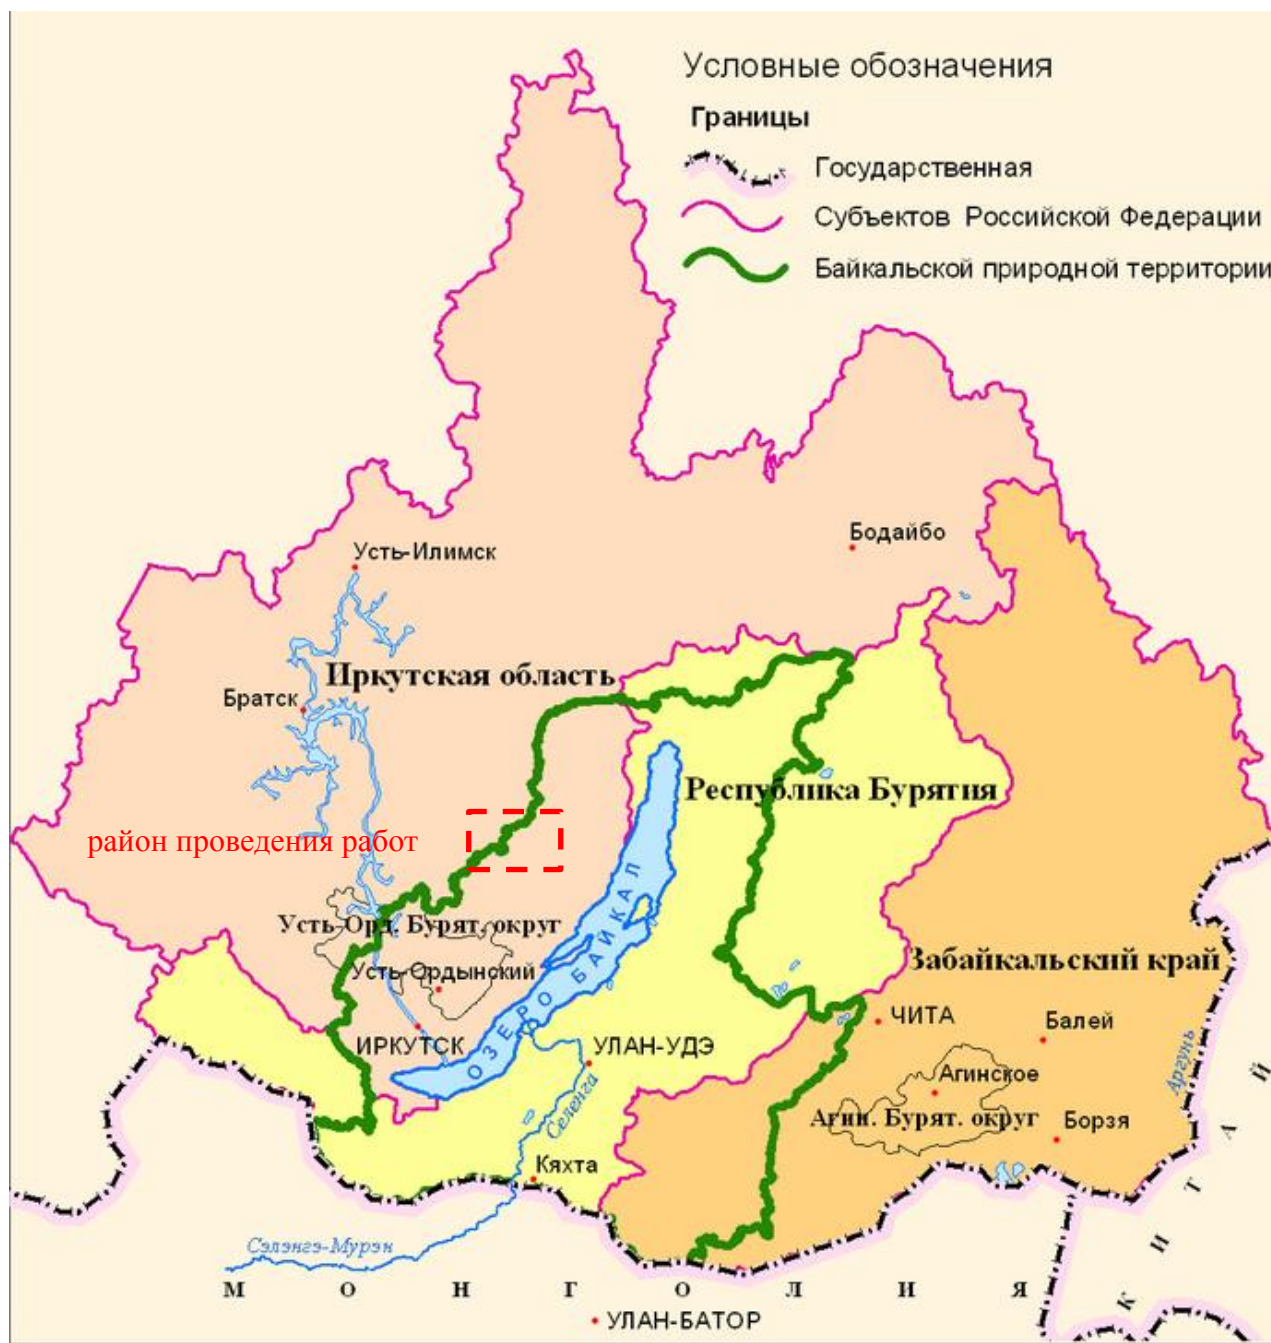 Условные обозначения
Границы
Государственная
Субъектов Российской Федерации
Байкальской природной территории
Усть-Илимск
Бодайбо
Иркутская область
Братск
Республика Бурятия
район проведения работ
Усть-Орд. Бурят. округ
ОЗЕРО БАЙКАЛ
Усть-Ордынский
Забайкальский край
ИРКУТСК
УЛАН-УДЭ
ЧИТА
Балей
Аргунь
Агинское
Селенга
Агин. Бурят. округ
Борзя
Кяхта
КИТАЙ
Сэлэнгэ-Мурэн
МОНГОЛИЯ
УЛАН-БАТОР